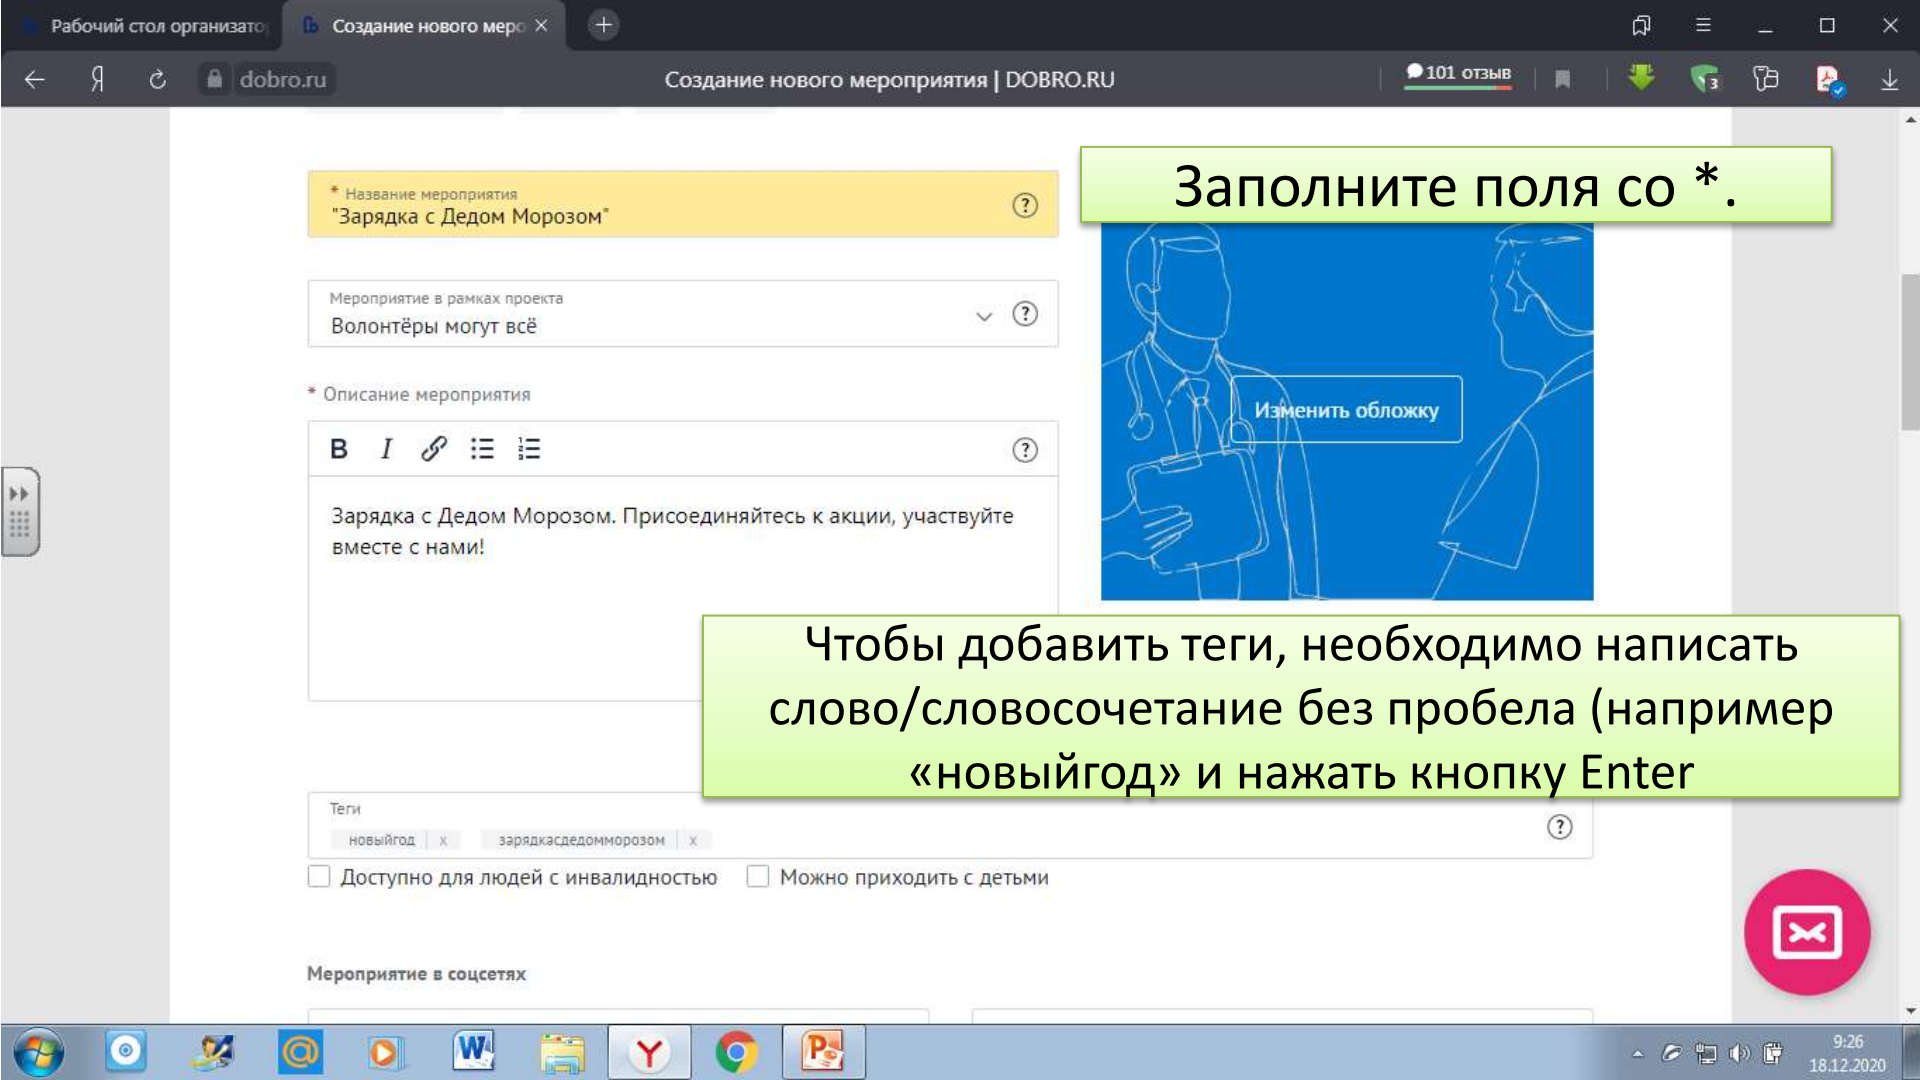 Рабочий стол организато
Создание нового меро
dobro.ru
Создание нового мероприятия | DOBRO.RU
101 отзыв
3
Заполните поля со *.
* Название мероприятия
"Зарядка с Дедом Морозом"
Мероприятие в рамках проекта
Волонтёры могут всё
Изменить обложку
* Описание мероприятия
B I
Зарядка с Дедом Морозом. Присоединяйтесь к акции, участвуйте
вместе с нами!
Чтобы добавить теги, необходимо написать
слово/словосочетание без пробела (например
«новыйгод» и нажать кнопку Enter
Теги
новыйгод x зарядкасдедомморозом x
Доступно для людей с инвалидностью Можно приходить с детьми
Мероприятие в соцсетях
9:26
18.12.2020